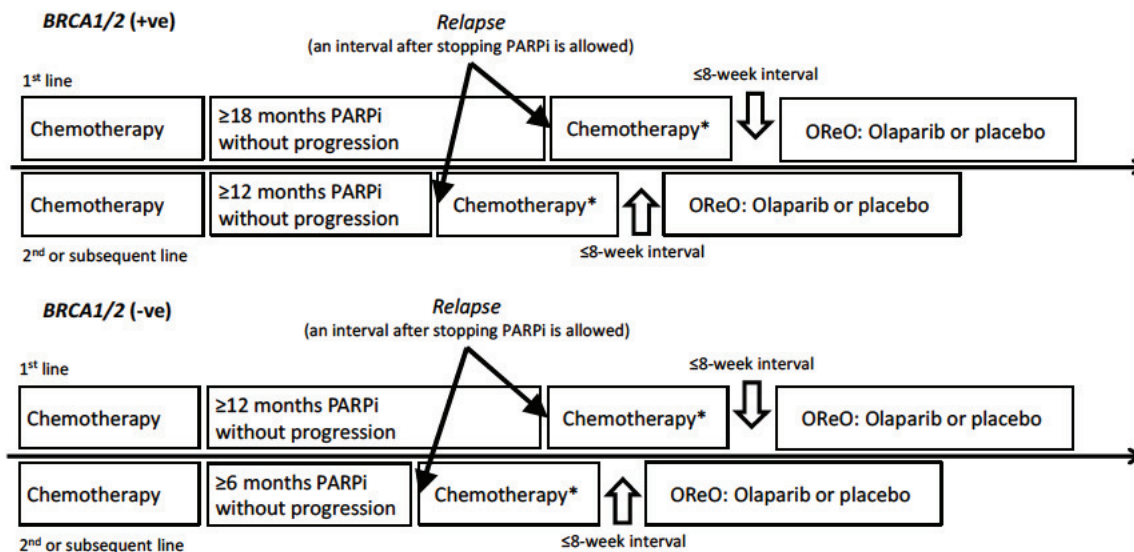 BRCA1/2 (+ve)
Relapse
(an interval after stopping PARPi is allowed)
1st line
≤8-week interval
Chemotherapy
≥18 months PARPi
without progression
Chemotherapy*
OReO: Olaparib or placebo
Chemotherapy
≥12 months PARPi
without progression
Chemotherapy*
OReO: Olaparib or placebo
2nd or subsequent line
≤8-week interval
BRCA1/2 (-ve)
Relapse
(an interval after stopping PARPi is allowed)
1st line
≤8-week interval
Chemotherapy
≥12 months PARPi
without progression
Chemotherapy*
OReO: Olaparib or placebo
Chemotherapy
≥6 months PARPi
without progression
Chemotherapy*
OReO: Olaparib or placebo
2nd or subsequent line
≤8-week interval